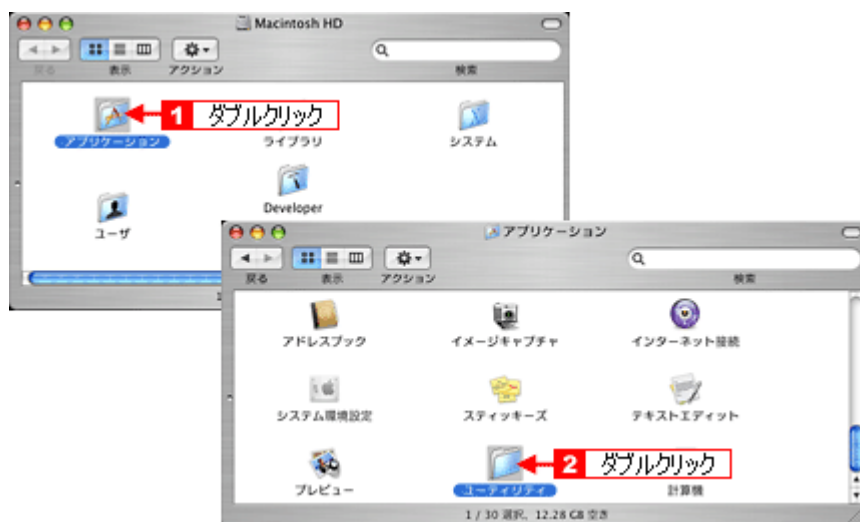 Macintosh HD
戻る 表示 アクション 検索
1 ダブルクリック
アプリケーション ライブラリ システム
ユーザ Developer
アプリケーション
戻る 表示 アクション 検索
アドレスブック イメージキャプチャ インターネット接続
システム環境設定 スティッキーズ テキストエディット
2 ダブルクリック
プレビュー ユーティリティ 計算機
1 / 30 選択、12.28 GB 空き